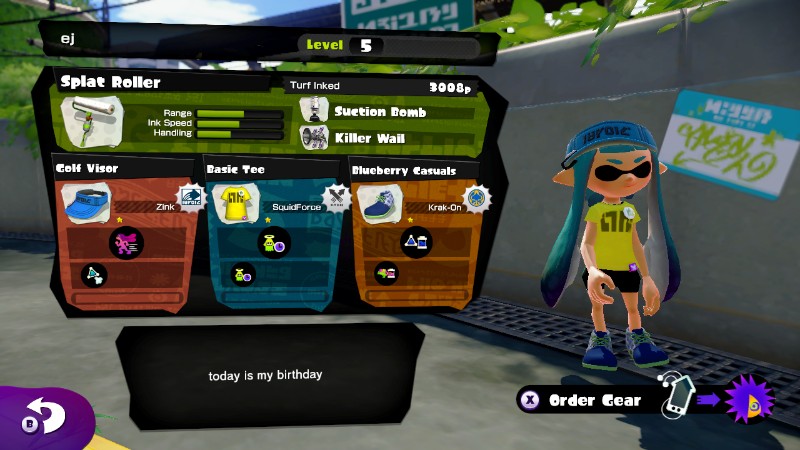 ej
Level 5
Splat Roller
Turf Inked 3008p
Range
Ink Speed
Handling
Suction Bomb
Killer Wail
Golf Visor
Basic Tee
Blueberry Casuals
Zink
SquidForce
Krak-On
today is my birthday
B
X Order Gear